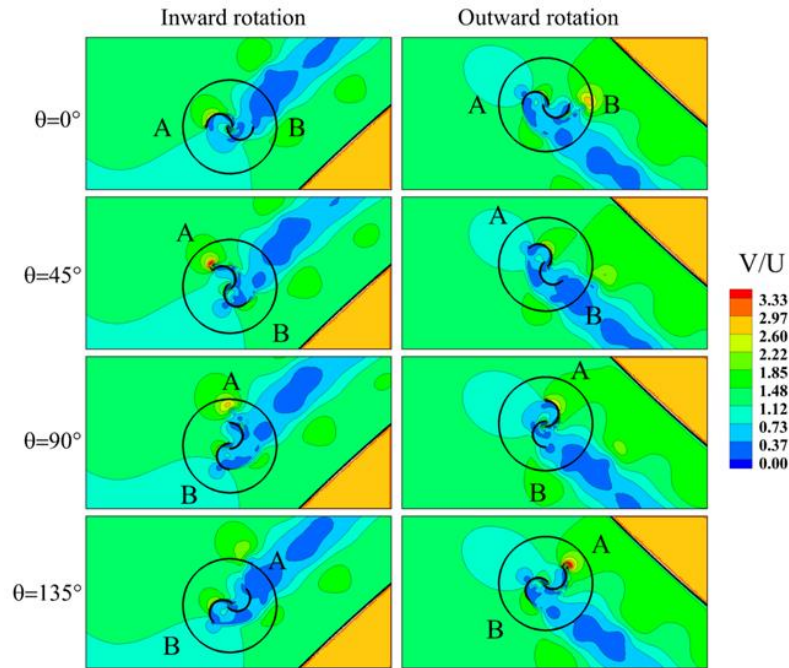 Inward rotation
Outward rotation
θ=0°
A
B
A
B
θ=45°
A
B
B
θ=90°
A
B
A
B
θ=135°
A
B
A
B
V/U
3.33
2.97
2.60
2.22
1.85
1.48
1.12
0.73
0.37
0.00